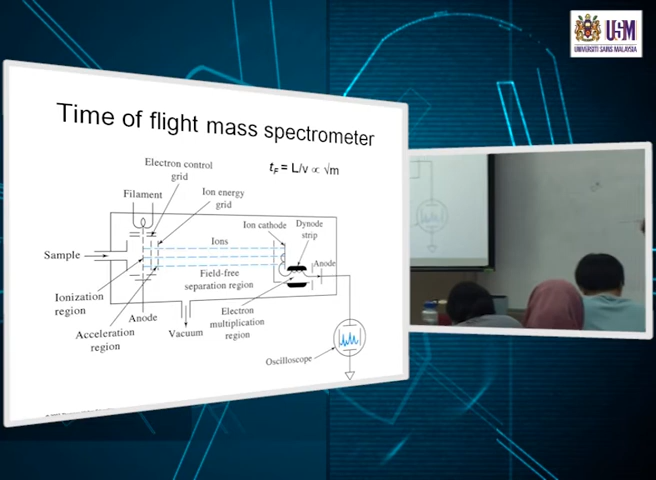 USM
UNIVERSITI SAINS MALAYSIA
Time of flight mass spectrometer
tF = L/v ∝ √m
Electron control
grid
Filament
Ion energy
grid
Ion cathode
Dynode
strip
Ions
Sample
Anode
Field-free
separation region
Ionization
region
Anode
Electron
multiplication
region
Acceleration
region
Vacuum
Oscilloscope